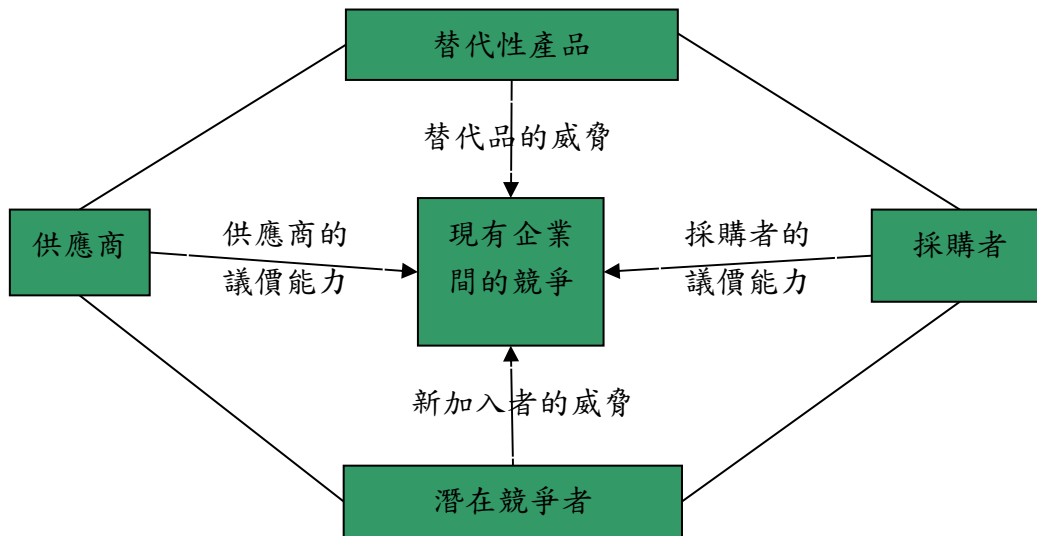 替代性產品
替代品的威脅
供應商
供應商的
議價能力
現有企業
間的競爭
採購者的
議價能力
採購者
新加入者的威脅
潛在競爭者